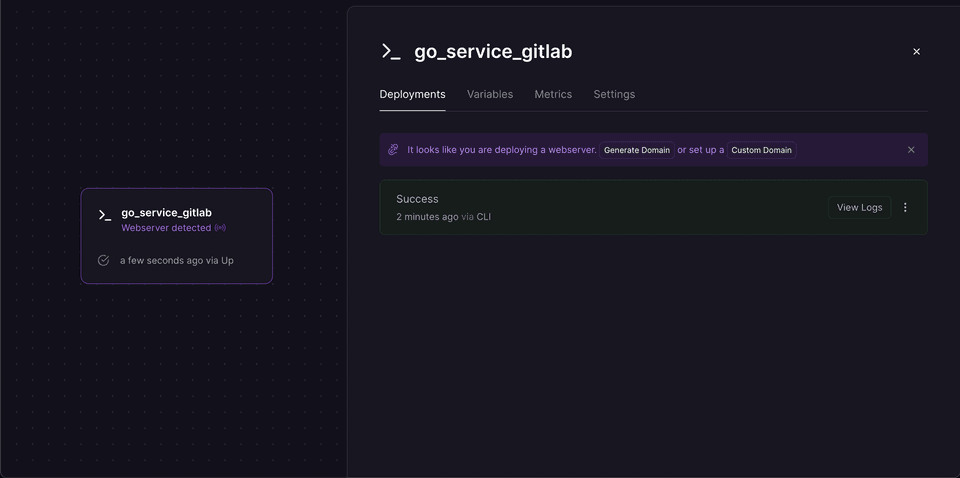 go_service_gitlab
Webserver detected
a few seconds ago via Up
go_service_gitlab
Deployments Variables Metrics Settings
It looks like you are deploying a webserver. Generate Domain or set up a Custom Domain
Success
2 minutes ago via CLI
View Logs